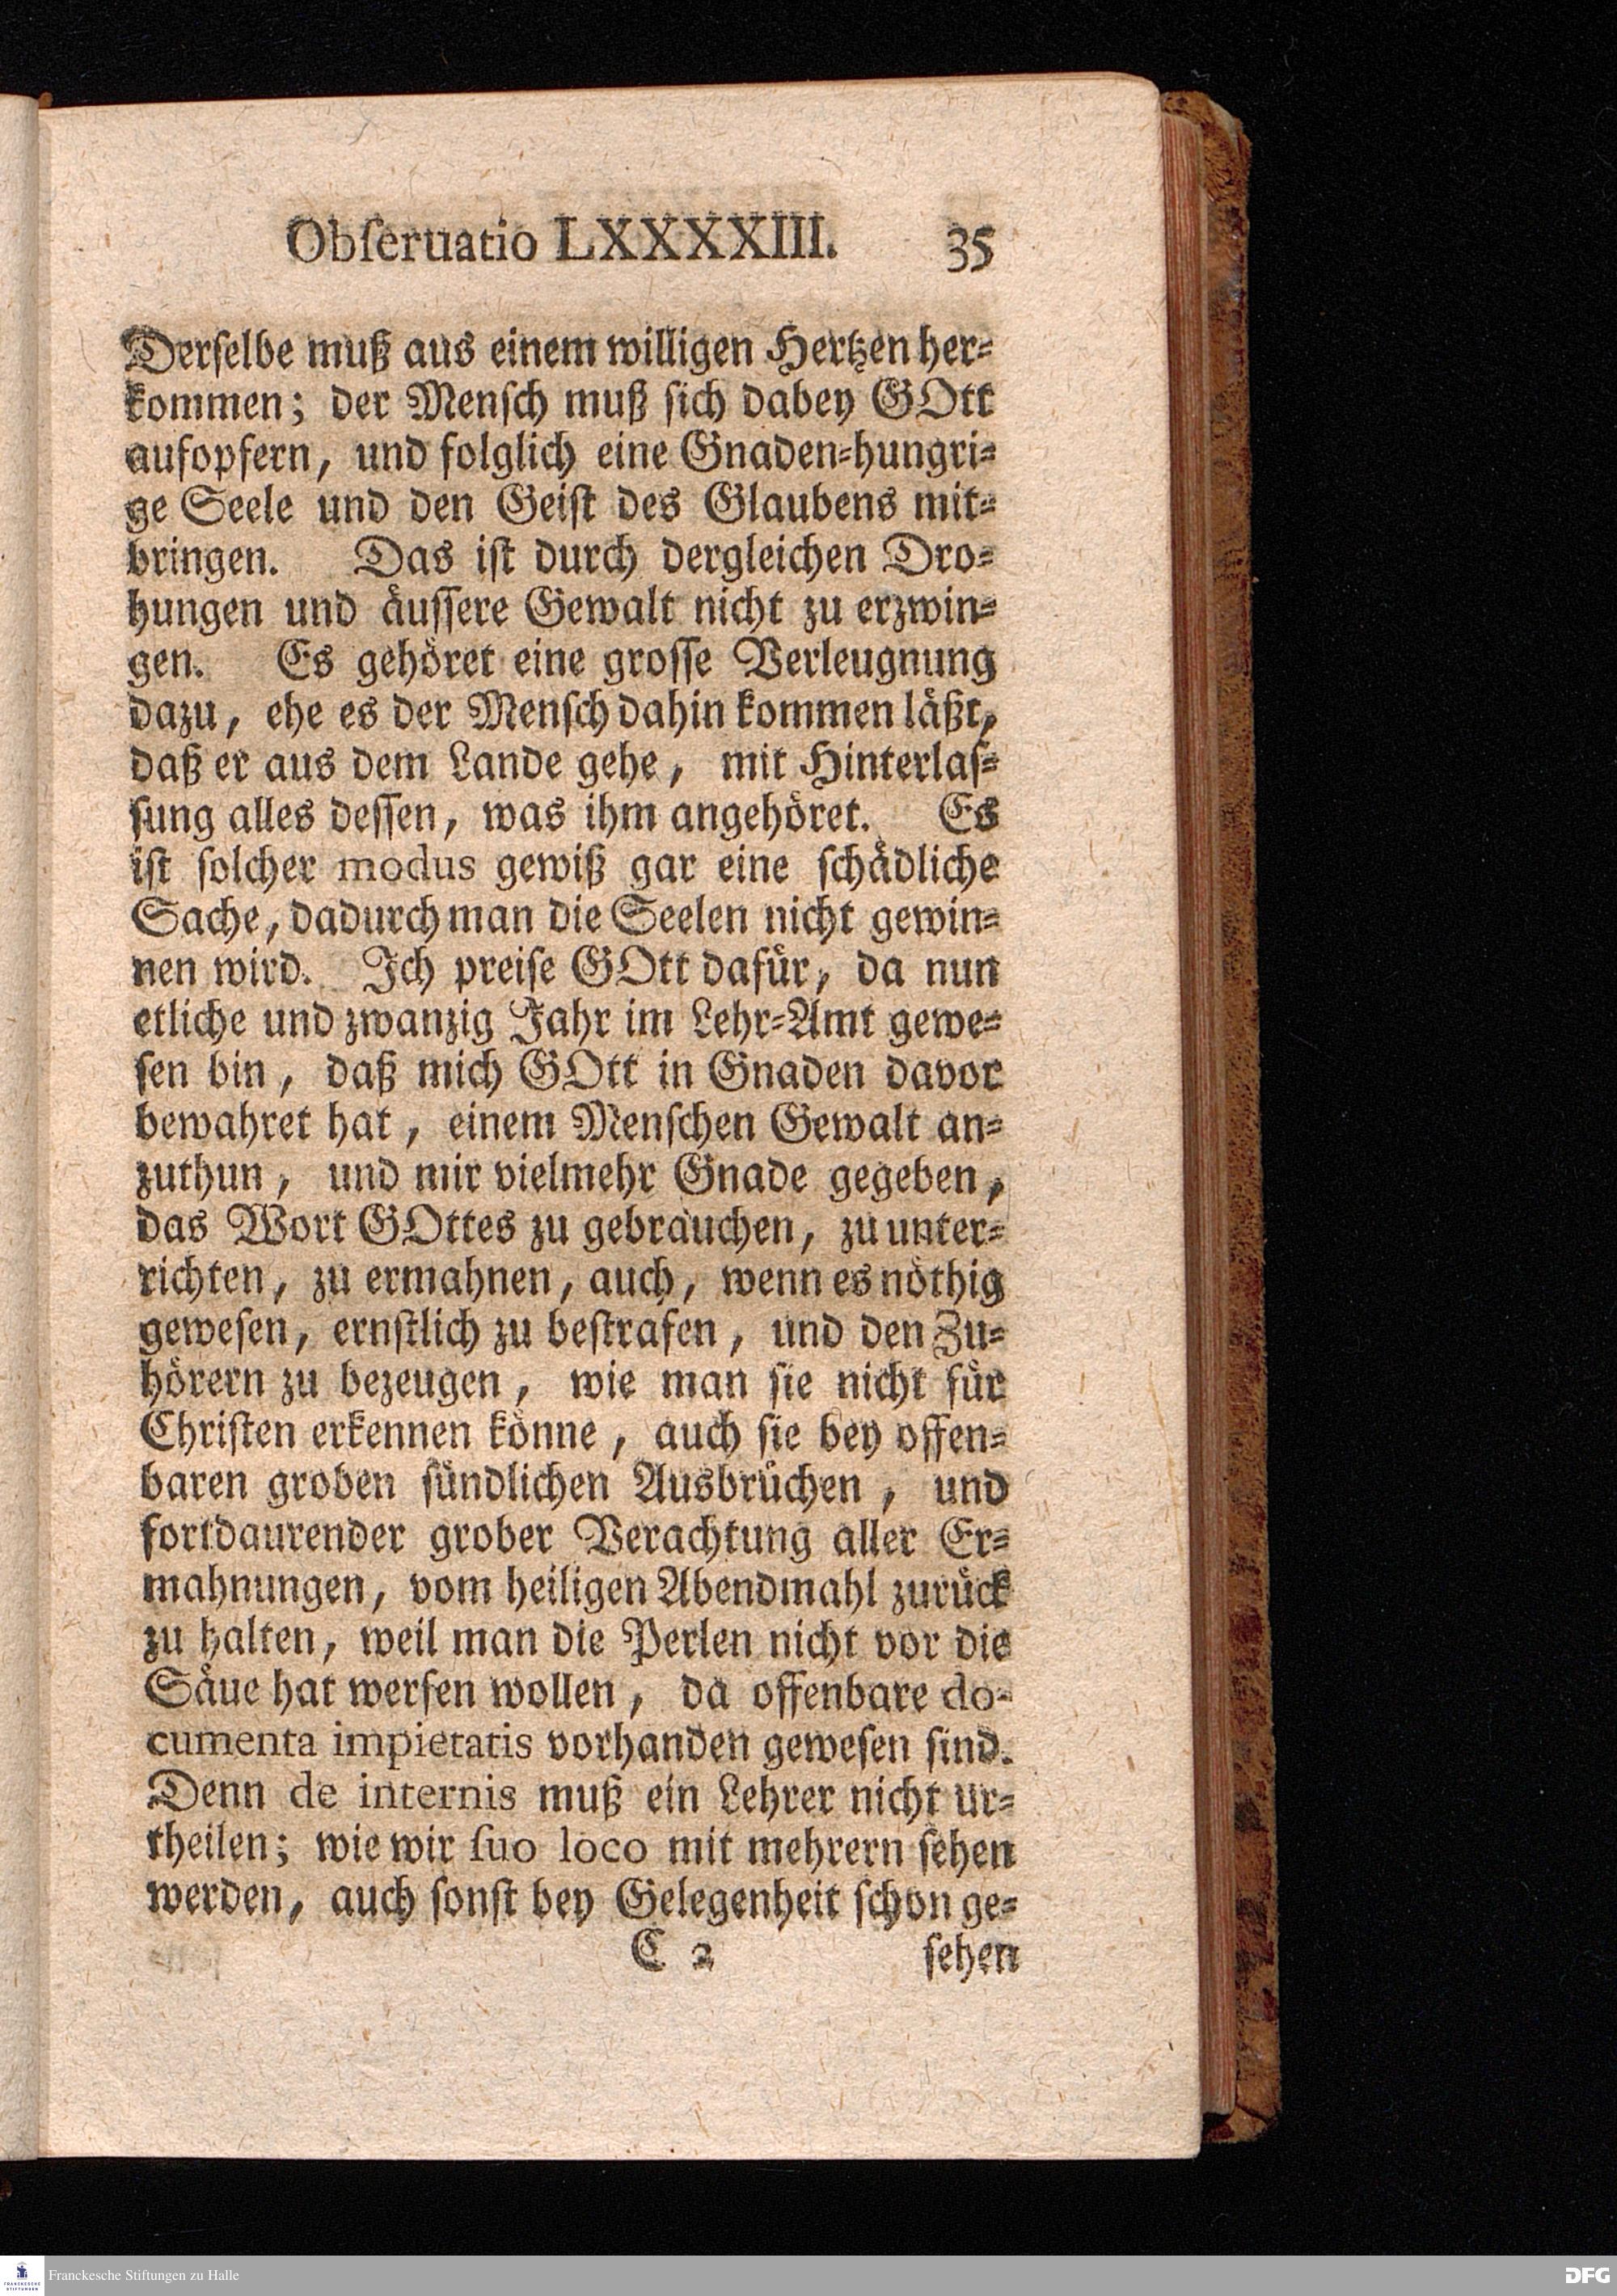 Obſeruatio LXXXXIII. 35
Derſelbe muß aus einem willigen Hertzen her-
kommen; der Menſch muß ſich dabey GOtt
aufopfern, und folglich eine Gnaden-hungri-
ge Seele und den Geiſt des Glaubens mit-
bringen. Das iſt durch dergleichen Dro-
hungen und äuſſere Gewalt nicht zu erzwin-
gen. Es gehöret eine groſſe Verleugnung
dazu, ehe es der Menſch dahin kommen läßt,
daß er aus dem Lande gehe, mit Hinterlaſ-
ſung alles deſſen, was ihm angehöret. Es
iſt ſolcher modus gewiß gar eine ſchädliche
Sache, dadurch man die Seelen nicht gewin-
nen wird. Ich preiſe GOtt dafür, da nun
etliche und zwanzig Jahr im Lehr-Amt gewe-
ſen bin, daß mich GOtt in Gnaden davor
bewahret hat, einem Menſchen Gewalt an-
zuthun, und mir vielmehr Gnade gegeben,
das Wort GOttes zu gebrauchen, zu unter-
richten, zu ermahnen, auch, wenn es nöthig
geweſen, ernſtlich zu beſtrafen, und den Zu-
hörern zu bezeugen, wie man ſie nicht für
Chriſten erkennen könne, auch ſie bey offen-
baren groben ſündlichen Ausbrüchen, und
fortdaurender grober Verachtung aller Er-
mahnungen, vom heiligen Abendmahl zurück
zu halten, weil man die Perlen nicht vor die
Säue hat werfen wollen, da offenbare do-
cumenta impietatis vorhanden geweſen ſind.
Denn de internis muß ein Lehrer nicht ur-
theilen; wie wir ſuo loco mit mehrern ſehen
werden, auch ſonſt bey Gelegenheit ſchon ge-
C 2 ſehen
FRANCKESCHE STIFTUNGEN
Franckesche Stiftungen zu Halle
DFG